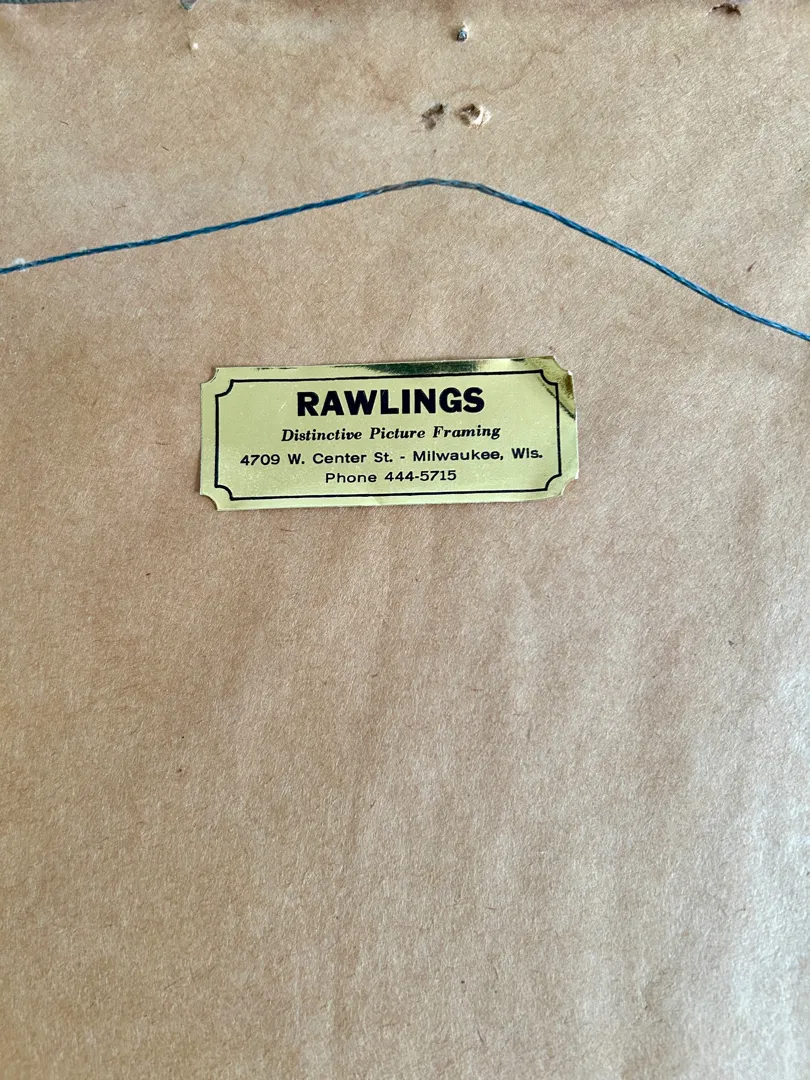 RAWLINGS
Distinctive Picture Framing
4709 W. Center St. - Milwaukee, Wis.
Phone 444-5715